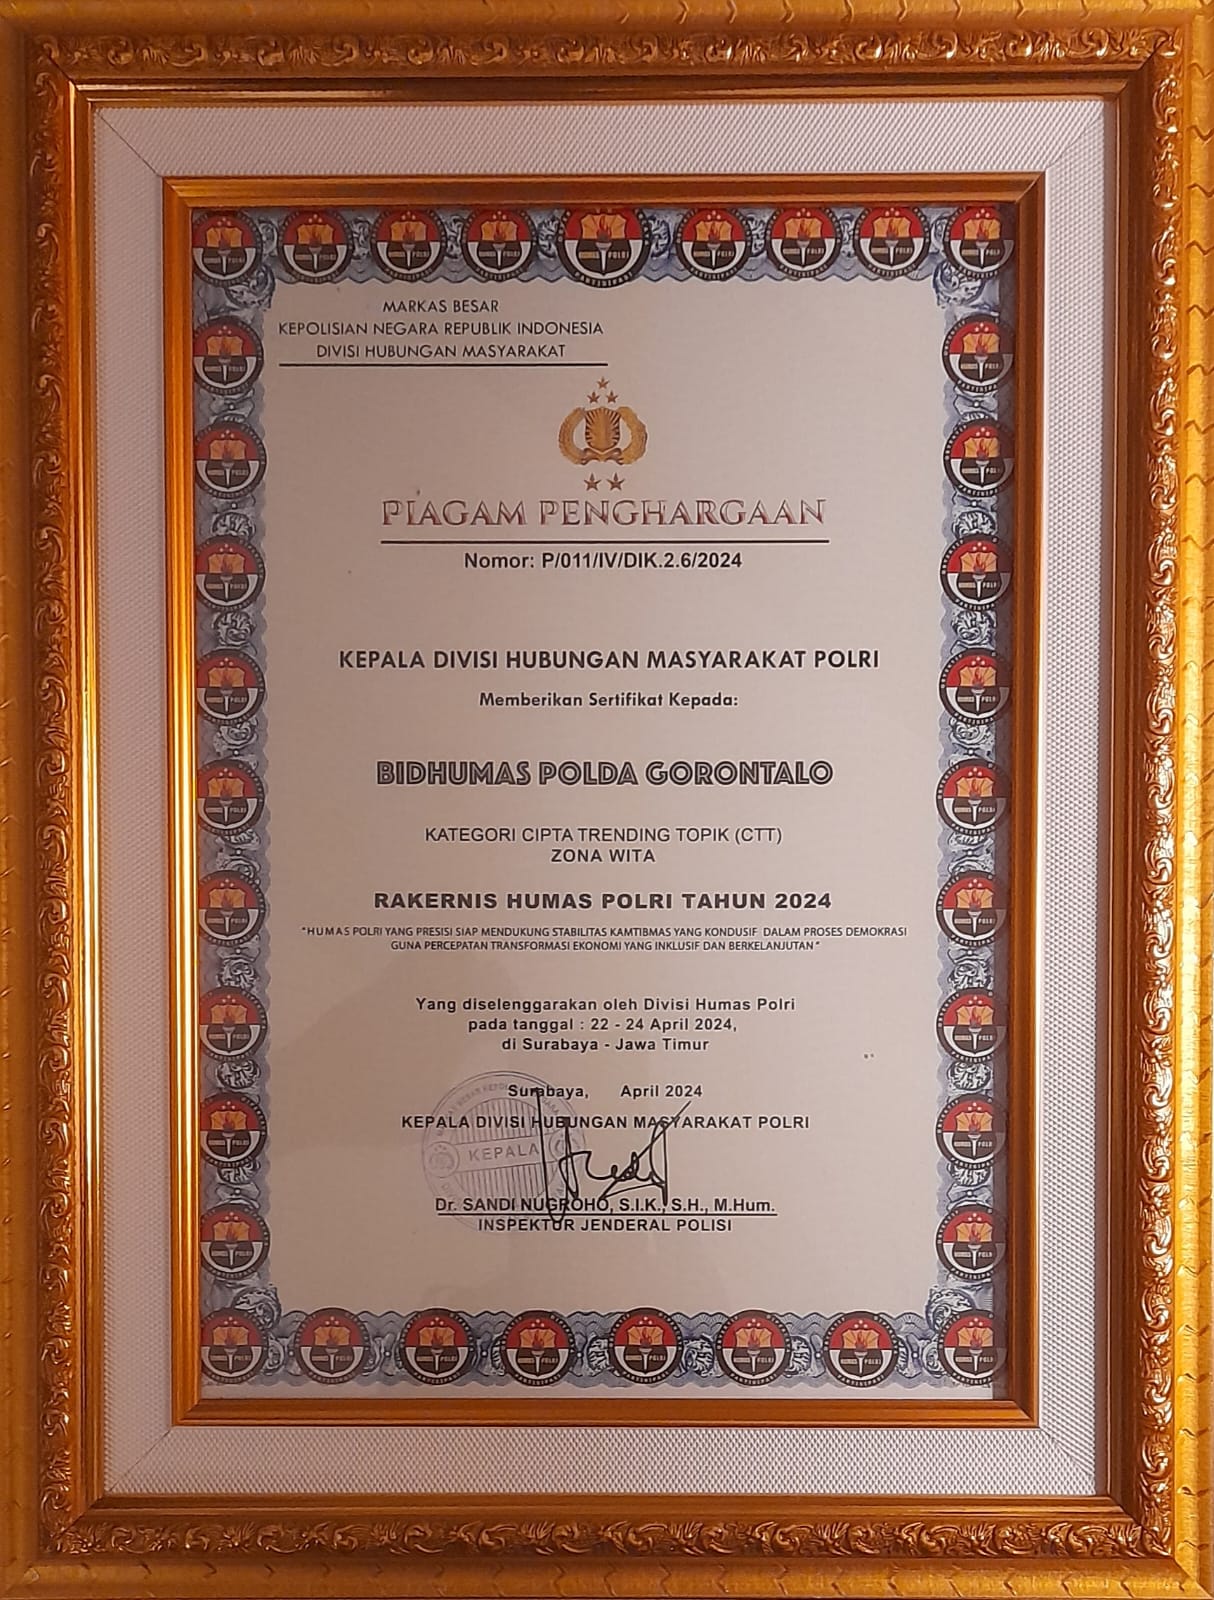 MARKAS BESAR
KEPOLISIAN NEGARA REPUBLIK INDONESIA
DIVISI HUBUNGAN MASYARAKAT
PIAGAM PENGHARGAAN
Nomor: P/011/IV/DIK.2.6/2024
KEPALA DIVISI HUBUNGAN MASYARAKAT POLRI
Memberikan Sertifikat Kepada:
BIDHUMAS POLDA GORONTALO
KATEGORI CIPTA TRENDING TOPIK (CTT)
ZONA WITA
RAKERNIS HUMAS POLRI TAHUN 2024
"HUMAS POLRI YANG PRESISI SIAP MENDUKUNG STABILITAS KAMTIBMAS YANG KONDUSIF DALAM PROSES DEMOKRASI
GUNA PERCEPATAN TRANSFORMASI EKONOMI YANG INKLUSIF DAN BERKELANJUTAN"
Yang diselenggarakan oleh Divisi Humas Polri
pada tanggal : 22 - 24 April 2024,
di Surabaya - Jawa Timur
Surabaya, April 2024
KEPALA DIVISI HUBUNGAN MASYARAKAT POLRI
KEPALA
Dr. SANDI NUGROHO, S.I.K., S.H., M.Hum.
INSPEKTUR JENDERAL POLISI